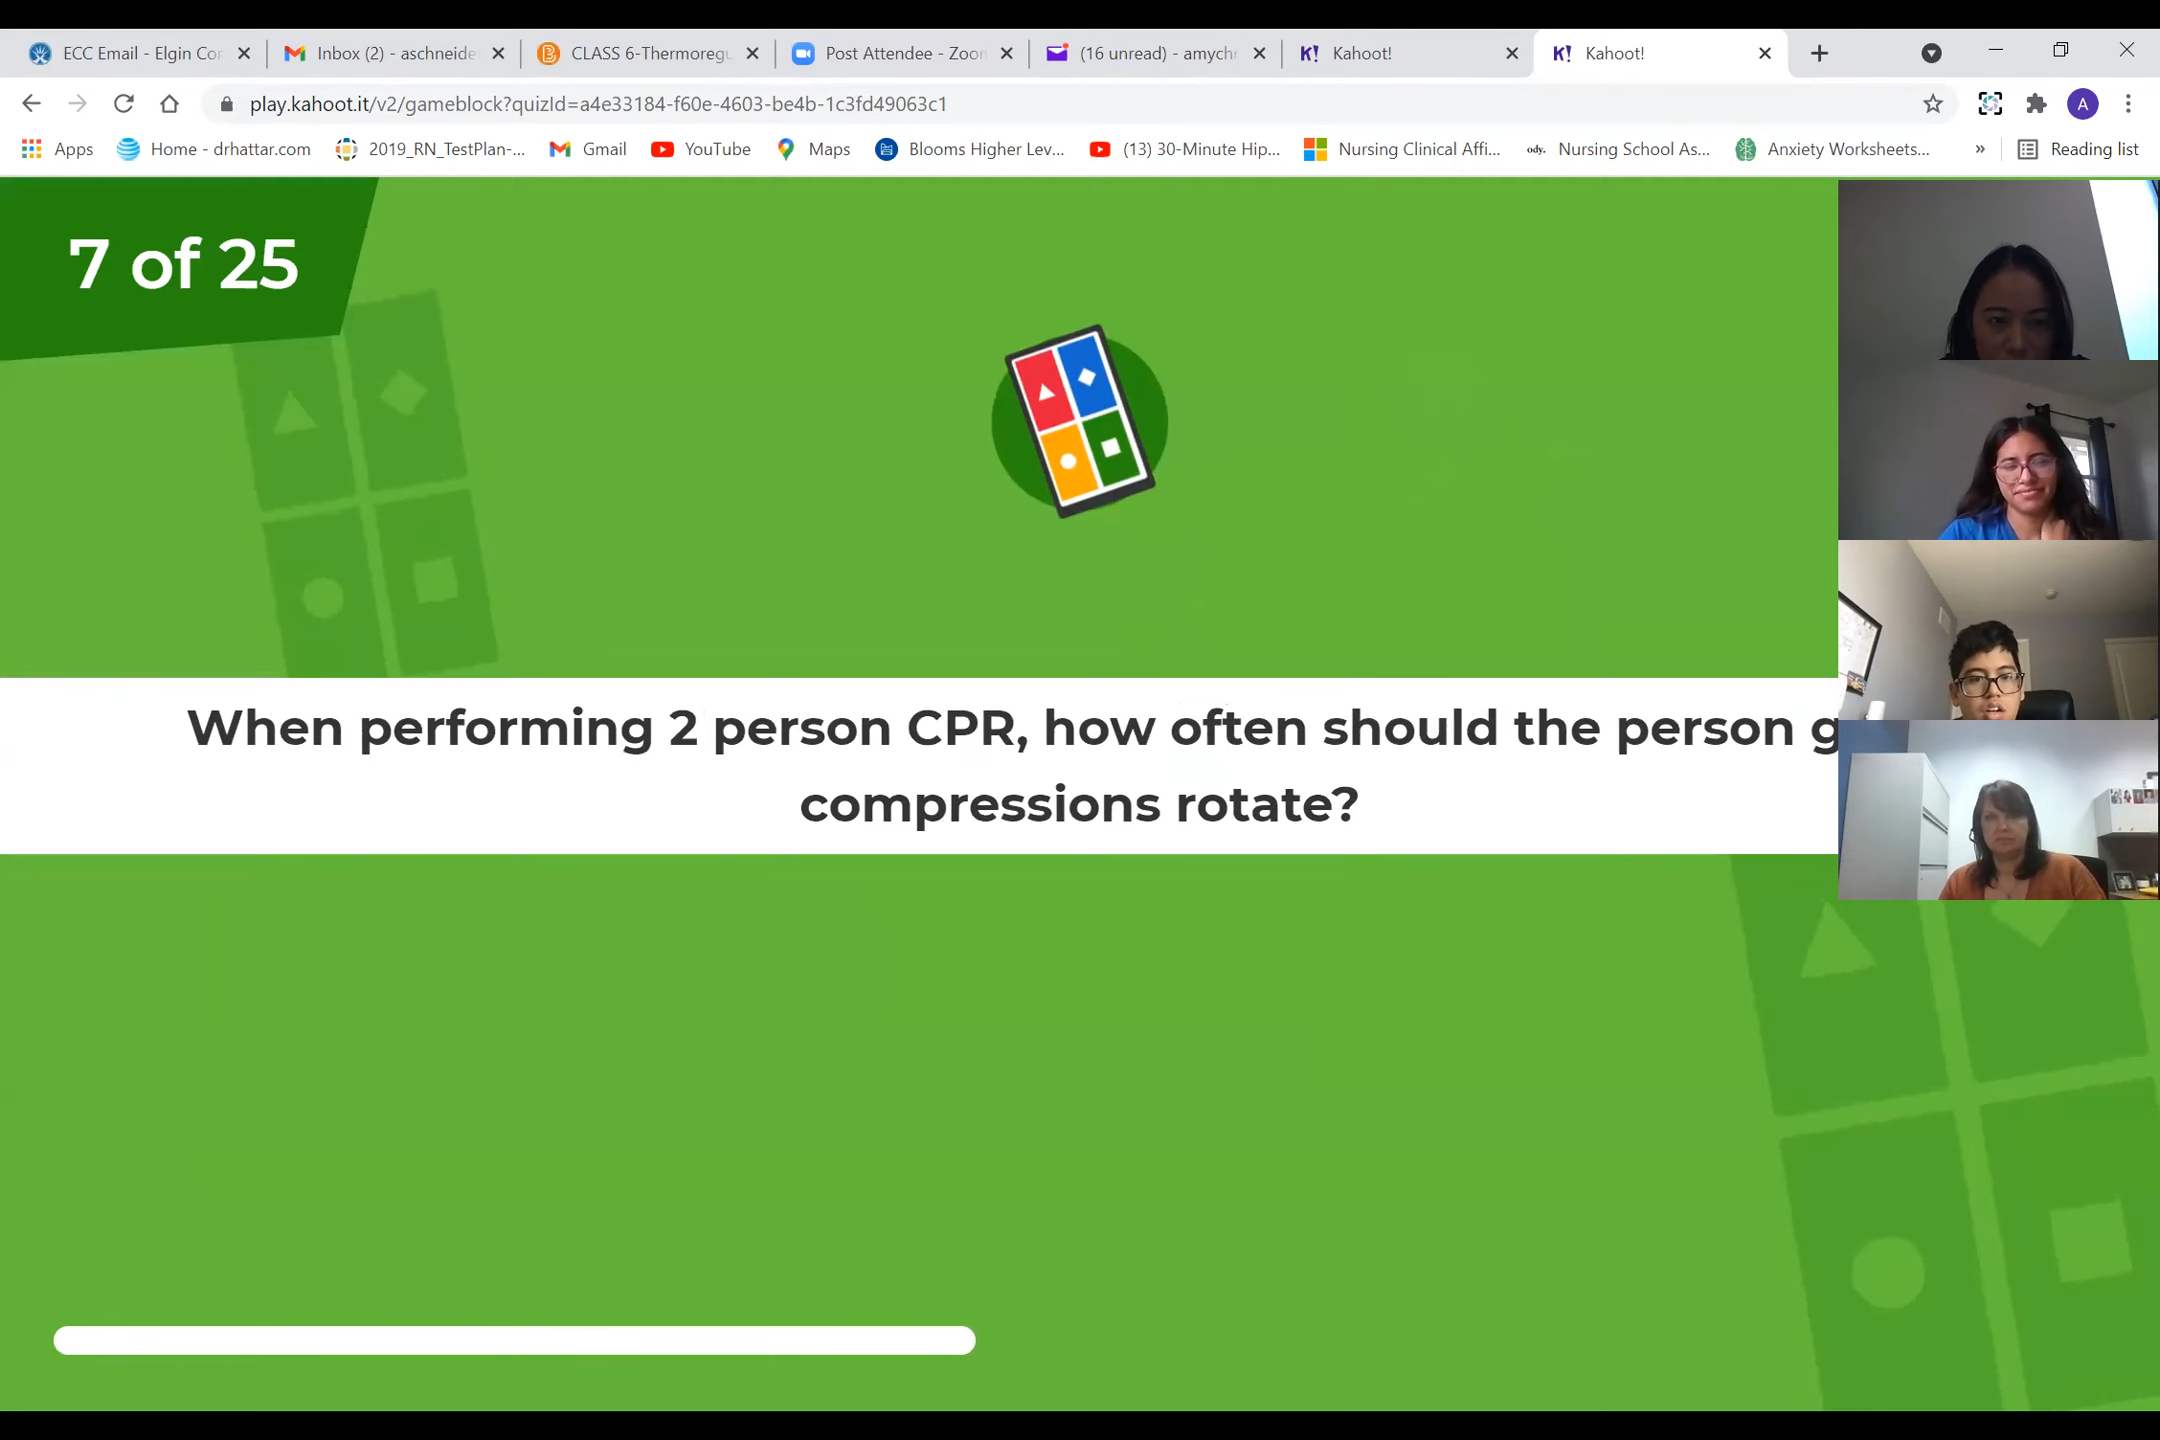 ECC Email - Elgin Cor
Inbox (2) - aschneide
CLASS 6-Thermoregu
Post Attendee - Zoon
(16 unread) - amychr
K! Kahoot!
K! Kahoot!
play.kahoot.it/v2/gameblock?quizId=a4e33184-f60e-4603-be4b-1c3fd49063c1
A
Apps
Home - drhattar.com
2019_RN_TestPlan-...
Gmail
YouTube
Maps
Blooms Higher Lev...
(13) 30-Minute Hip...
Nursing Clinical Affi...
ody. Nursing School As...
Anxiety Worksheets...
»
Reading list
7 of 25
When performing 2 person CPR, how often should the person g
compressions rotate?